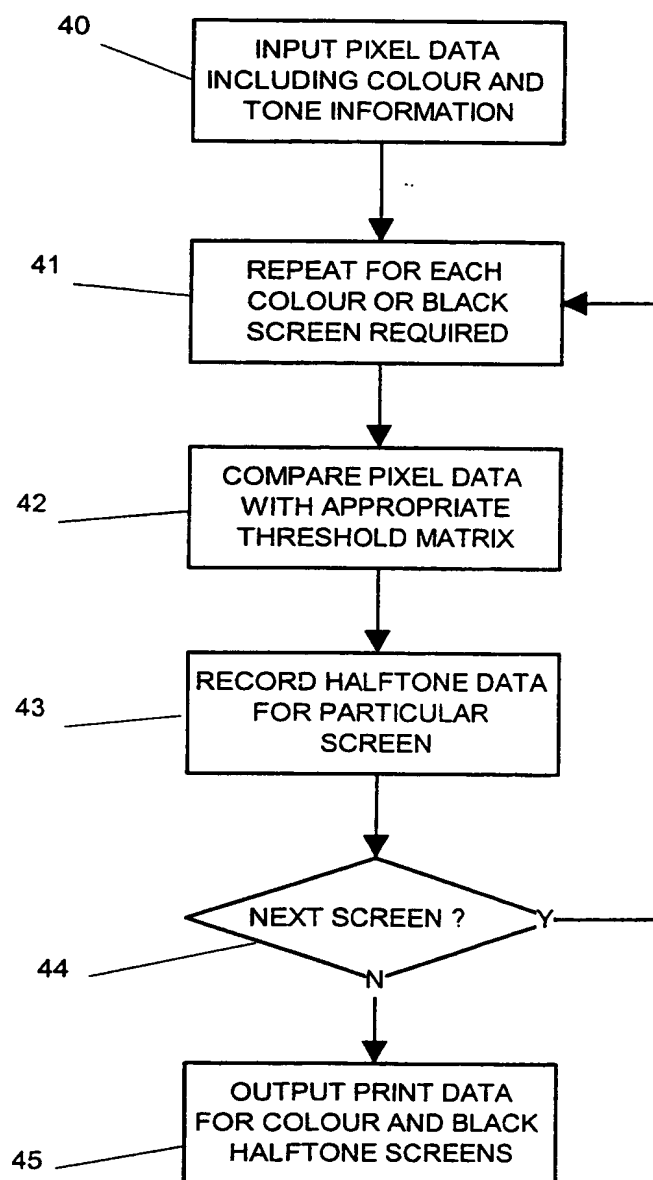 40
INPUT PIXEL DATA
INCLUDING COLOUR AND
TONE INFORMATION
41
REPEAT FOR EACH
COLOUR OR BLACK
SCREEN REQUIRED
42
COMPARE PIXEL DATA
WITH APPROPRIATE
THRESHOLD MATRIX
43
RECORD HALFTONE DATA
FOR PARTICULAR
SCREEN
NEXT SCREEN ? Y
44
N
OUTPUT PRINT DATA
FOR COLOUR AND BLACK
HALFTONE SCREENS
45